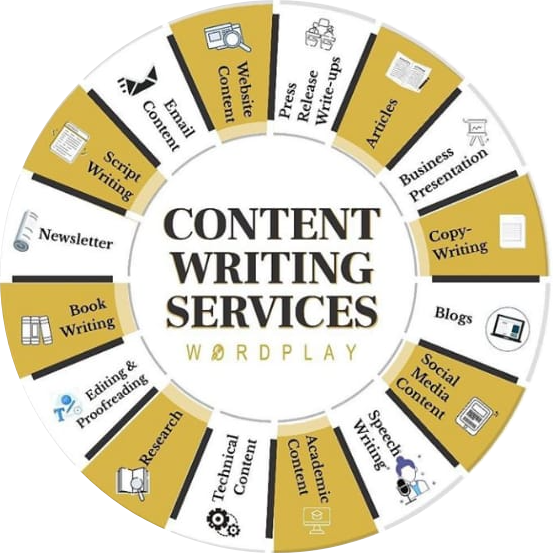 CONTENT
WRITING
SERVICES
WØRDPLAY
Website
Content
Press
Release
Write-ups
Articles
Business
Presentation
Copy-
Writing
Blogs
Social
Media
Content
Speech
Writing"
Academic
Content
Technical
Content
Research
Editing &
Proofreading
Book
Writing
Newsletter
Script
Writing
Email
Content